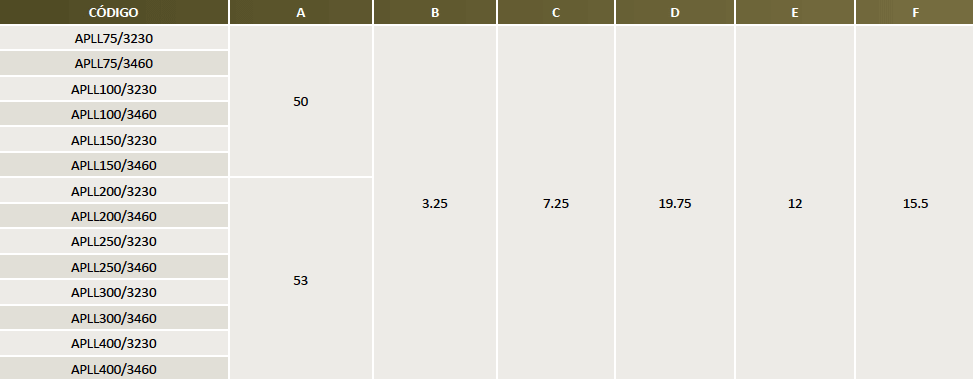 CÓDIGO A B C D E F
APLL75/3230
APLL75/3460
APLL100/3230
50
APLL100/3460
APLL150/3230
APLL150/3460
APLL200/3230
3.25 7.25 19.75 12 15.5
APLL200/3460
APLL250/3230
APLL250/3460
53
APLL300/3230
APLL300/3460
APLL400/3230
APLL400/3460